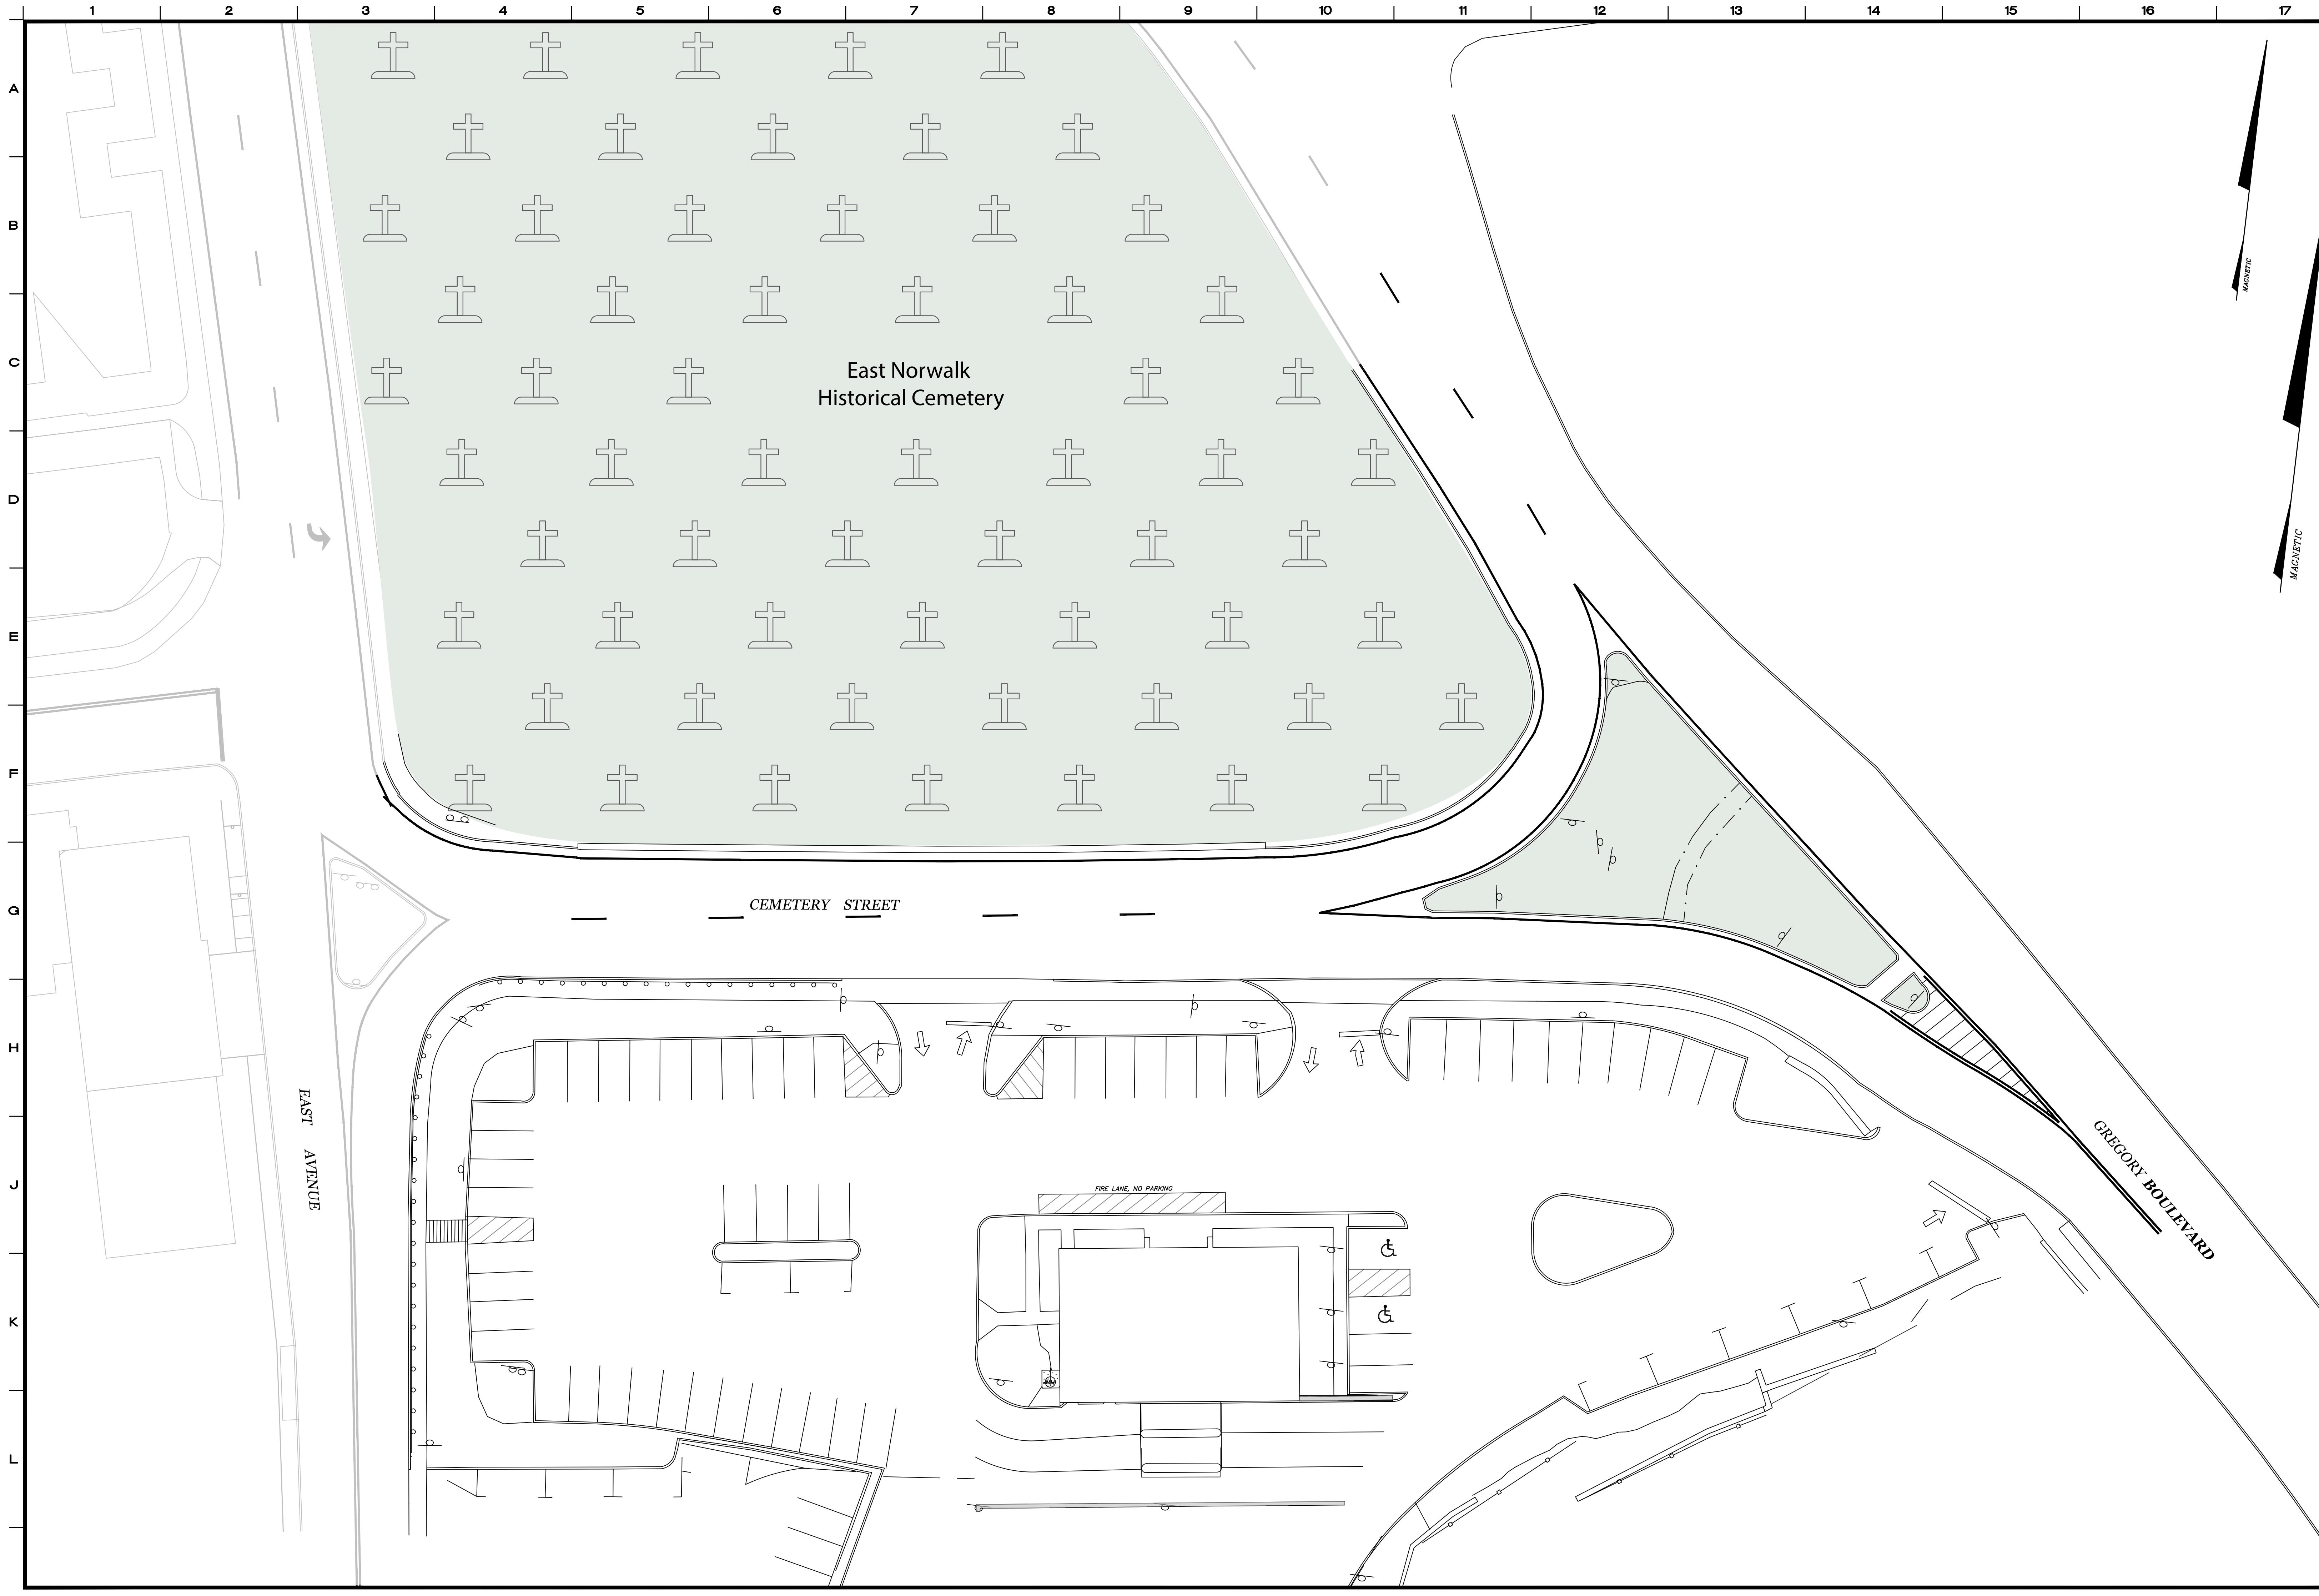 1 2 3 4 5 6 7 8 9 10 11 12 13 14 15 16 17
A
B
MAGNETIC
C
East Norwalk
Historical Cemetery
D
MAGNETIC
E
F
G
CEMETERY STREET
H
EAST AVENUE
J
FIRE LANE, NO PARKING
GREGORY BOULEVARD
K
L